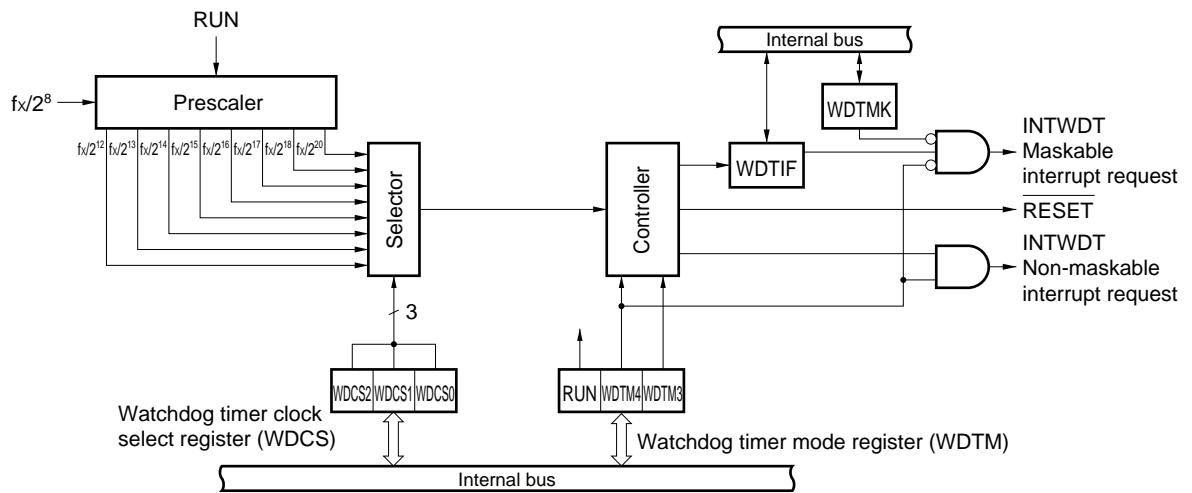 RUN
Internal bus
fX/2⁸
Prescaler
WDTMK
fX/2¹² fX/2¹³ fX/2¹⁴ fX/2¹⁵ fX/2¹⁶ fX/2¹⁷ fX/2¹⁸ fX/2²⁰
INTWDT
Maskable
interrupt request
WDTIF
Selector
Controller
RESET
INTWDT
Non-maskable
interrupt request
3
WDCS2 WDCS1 WDCS0
RUN WDTM4 WDTM3
Watchdog timer clock
select register (WDCS)
Watchdog timer mode register (WDTM)
Internal bus